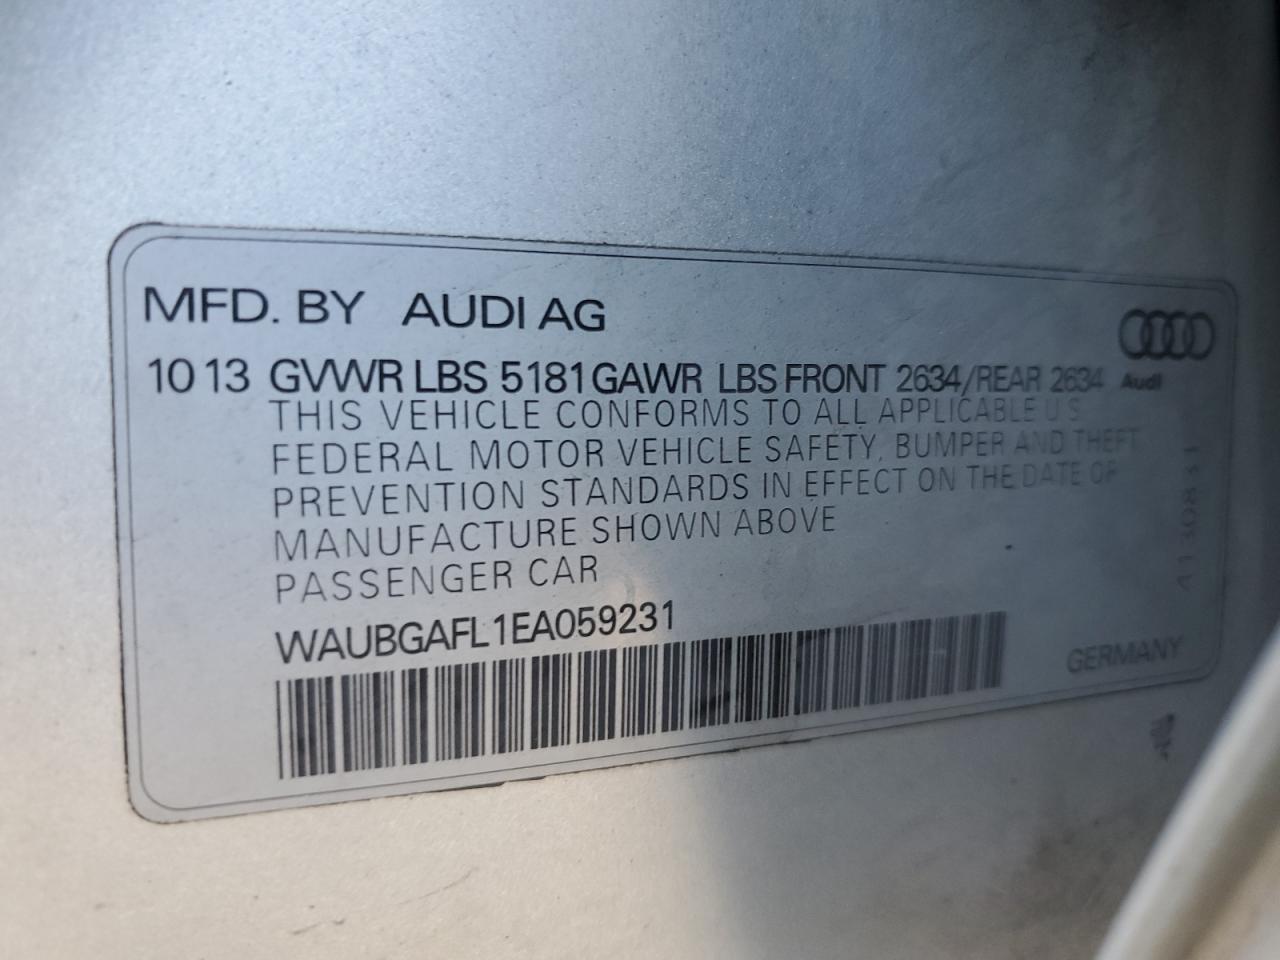 MFD. BY AUDI AG
1013 GVWR LBS 5181 GAWR LBS FRONT 2634/REAR 2634
Audi
THIS VEHICLE CONFORMS TO ALL APPLICABLE U S
FEDERAL MOTOR VEHICLE SAFETY, BUMPER AND THEFT
PREVENTION STANDARDS IN EFFECT ON THE DATE OF
MANUFACTURE SHOWN ABOVE
PASSENGER CAR
WAUBGAFL1EA059231
GERMANY